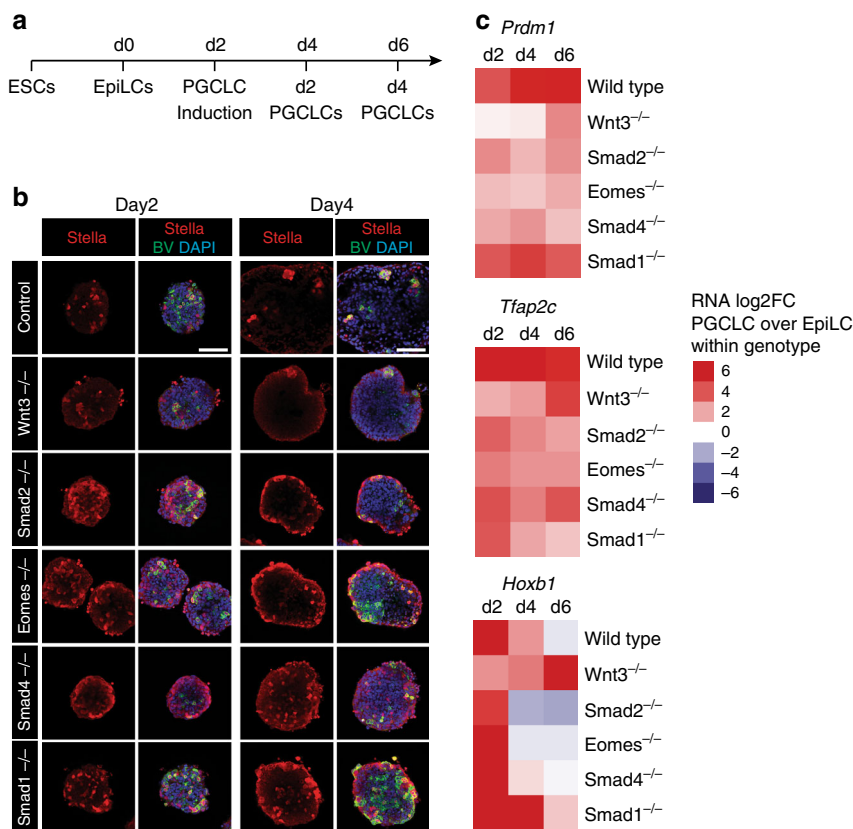 a
d0 d2 d4 d6
ESCs EpiLCs PGCLC d2 d4
Induction PGCLCs PGCLCs
b
Day2 Day4
Stella Stella Stella Stella
BV DAPI BV DAPI
Control
Wnt3 −/−
Smad2 −/−
Eomes −/−
Smad4 −/−
Smad1 −/−
c
Prdm1
d2 d4 d6
Wild type
Wnt3−/−
Smad2−/−
Eomes−/−
Smad4−/−
Smad1−/−
Tfap2c
d2 d4 d6
Wild type
Wnt3−/−
Smad2−/−
Eomes−/−
Smad4−/−
Smad1−/−
Hoxb1
d2 d4 d6
Wild type
Wnt3−/−
Smad2−/−
Eomes−/−
Smad4−/−
Smad1−/−
RNA log2FC
PGCLC over EpiLC
within genotype
6
4
2
0
−2
−4
−6